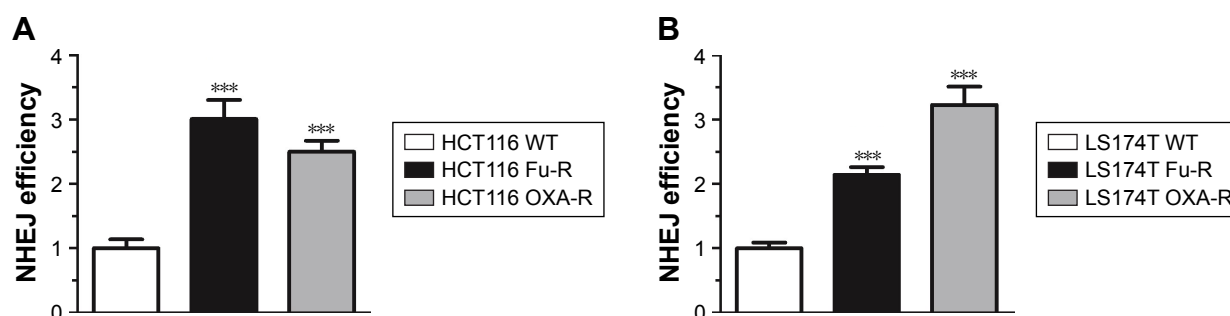 A
NHEJ efficiency
4
3
2
1
0
***
***
HCT116 WT
HCT116 Fu-R
HCT116 OXA-R
B
NHEJ efficiency
4
3
2
1
0
***
***
LS174T WT
LS174T Fu-R
LS174T OXA-R